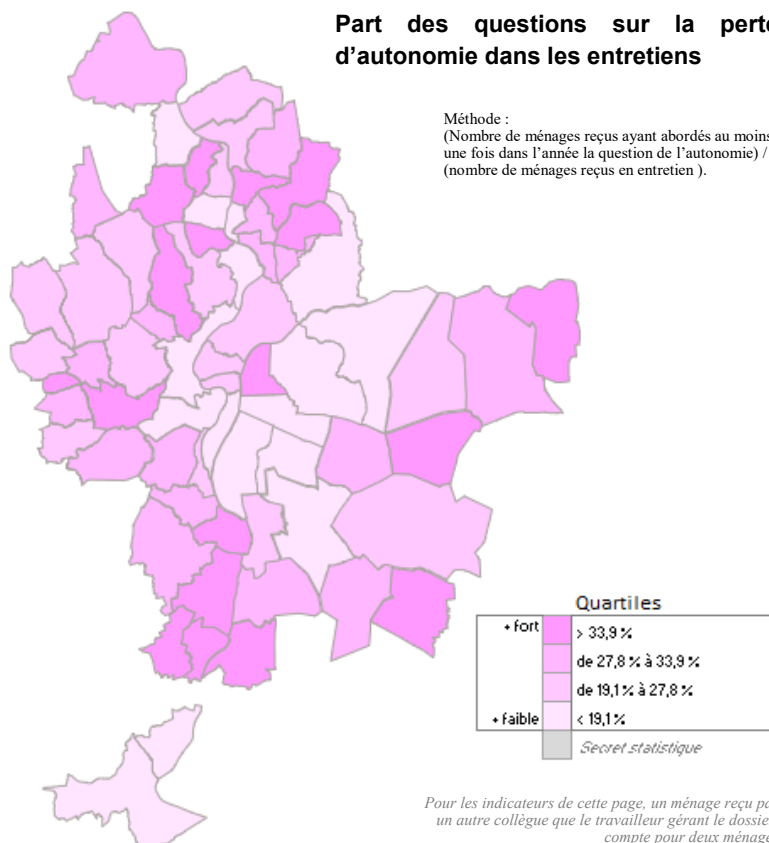 Part des questions sur la perte
d’autonomie dans les entretiens
Méthode :
(Nombre de ménages reçus ayant abordés au moins
une fois dans l’année la question de l’autonomie) /
(nombre de ménages reçus en entretien ).
Quartiles
+ fort > 33,9 %
de 27,8 % à 33,9 %
de 19,1 % à 27,8 %
+ faible < 19,1 %
Secret statistique
Pour les indicateurs de cette page, un ménage reçu pa
un autre collègue que le travailleur gérant le dossie
compte pour deux ménage